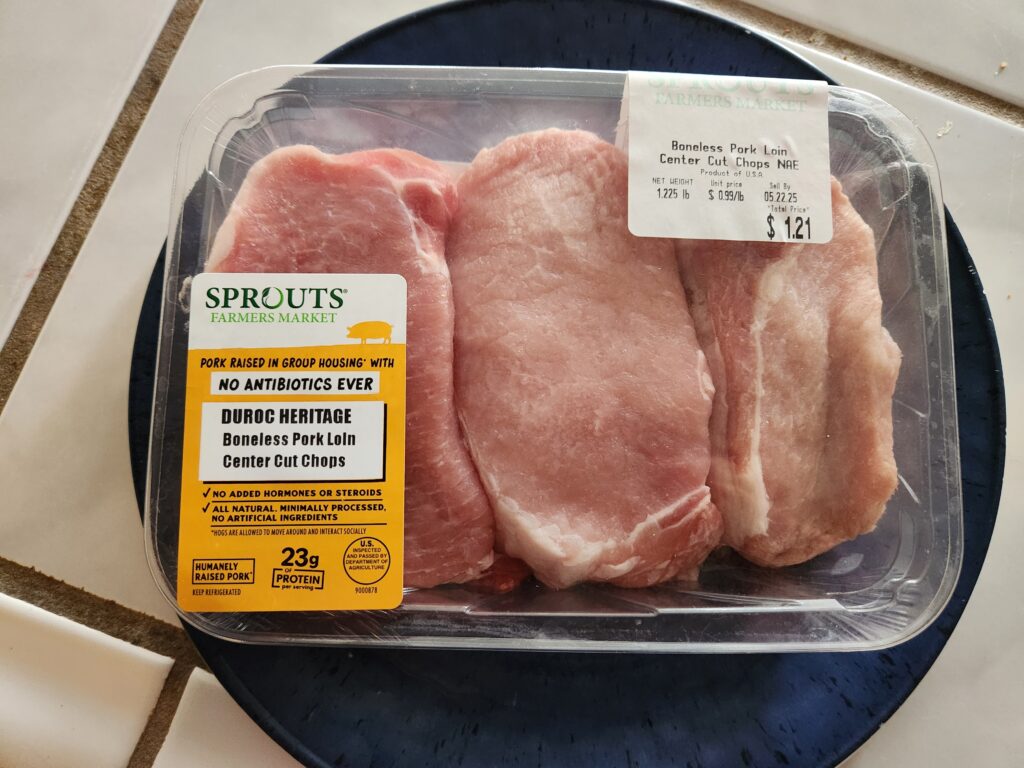 SPROUTS
FARMERS MARKET
Boneless Pork Loin
Center Cut Chops NAE
Product of U.S.A
NET WEIGHT Unit price Sell By
1.225 lb $ 0.99/lb 05.22.25
*Total Price*
$ 1.21
SPROUTS®
FARMERS MARKET
PORK RAISED IN GROUP HOUSING* WITH
NO ANTIBIOTICS EVER
DUROC HERITAGE
Boneless Pork Loin
Center Cut Chops
✓ NO ADDED HORMONES OR STEROIDS
✓ ALL NATURAL, MINIMALLY PROCESSED,
NO ARTIFICIAL INGREDIENTS
*HOGS ARE ALLOWED TO MOVE AROUND AND INTERACT SOCIALLY
HUMANELY
RAISED PORK*
KEEP REFRIGERATED
23g
OF
PROTEIN
per serving
U.S.
INSPECTED
AND PASSED BY
DEPARTMENT OF
AGRICULTURE
9000878